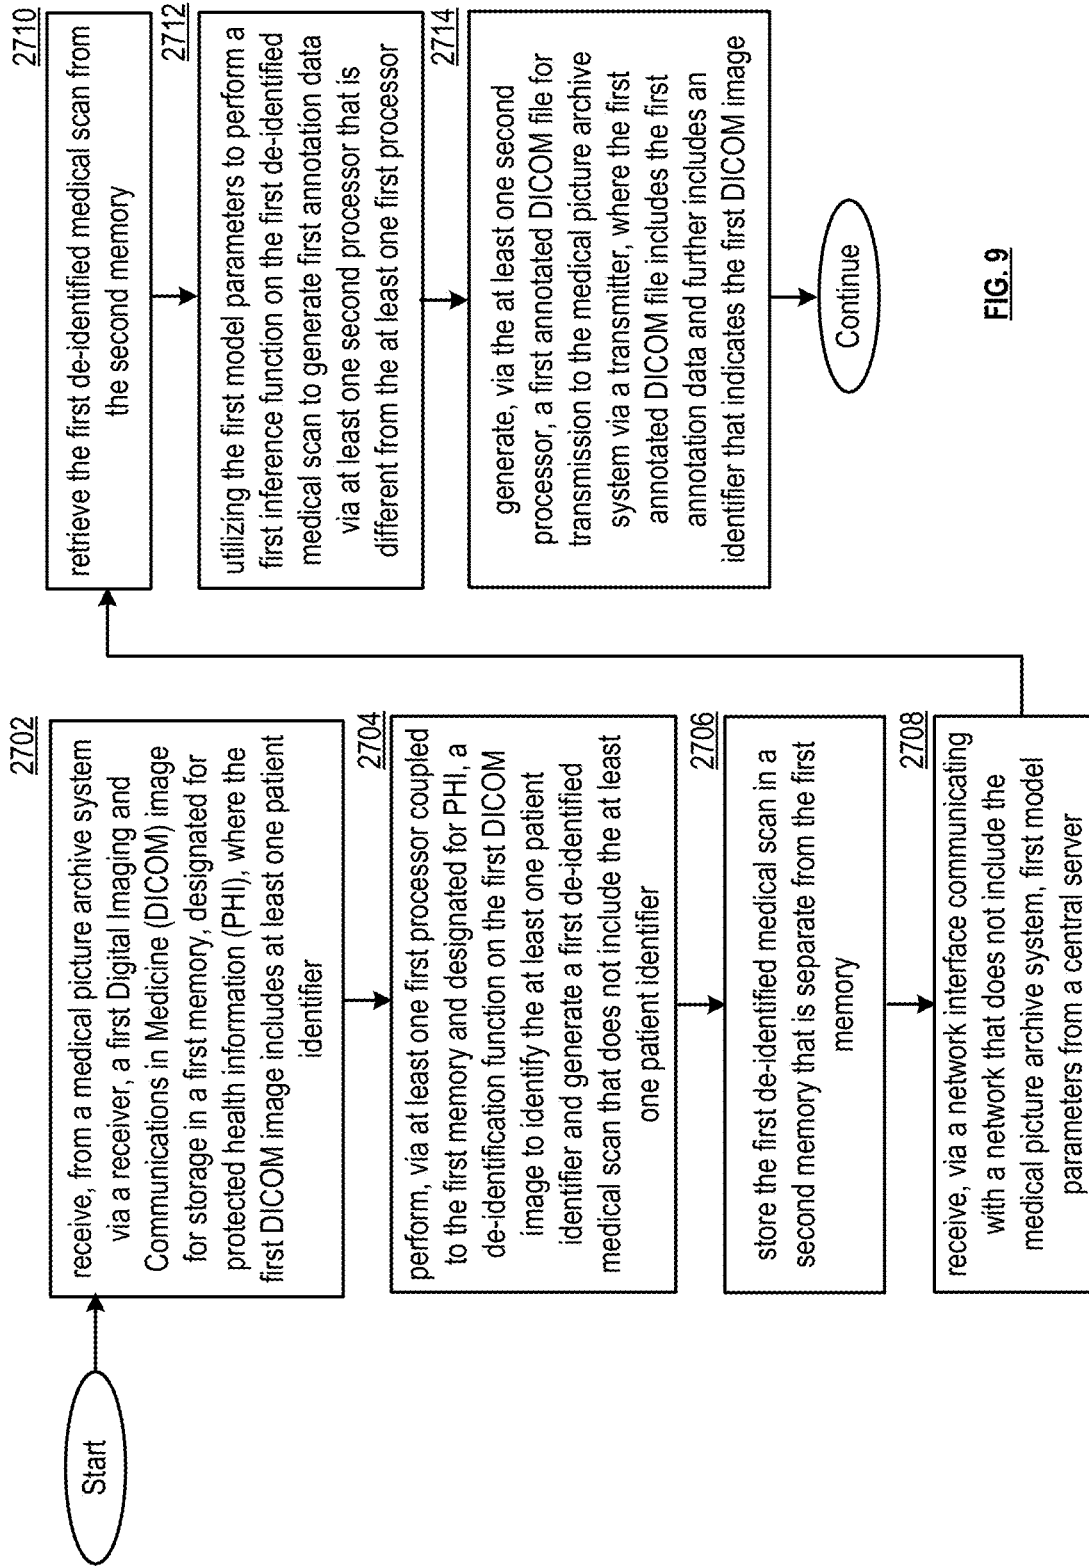 Start
2702
receive, from a medical picture archive system
via a receiver, a first Digital Imaging and
Communications in Medicine (DICOM) image
for storage in a first memory, designated for
protected health information (PHI), where the
first DICOM image includes at least one patient
identifier
2704
perform, via at least one first processor coupled
to the first memory and designated for PHI, a
de-identification function on the first DICOM
image to identify the at least one patient
identifier and generate a first de-identified
medical scan that does not include the at least
one patient identifier
2706
store the first de-identified medical scan in a
second memory that is separate from the first
memory
2708
receive, via a network interface communicating
with a network that does not include the
medical picture archive system, first model
parameters from a central server
2710
retrieve the first de-identified medical scan from
the second memory
2712
utilizing the first model parameters to perform a
first inference function on the first de-identified
medical scan to generate first annotation data
via at least one second processor that is
different from the at least one first processor
2714
generate, via the at least one second
processor, a first annotated DICOM file for
transmission to the medical picture archive
system via a transmitter, where the first
annotated DICOM file includes the first
annotation data and further includes an
identifier that indicates the first DICOM image
Continue
FIG. 9